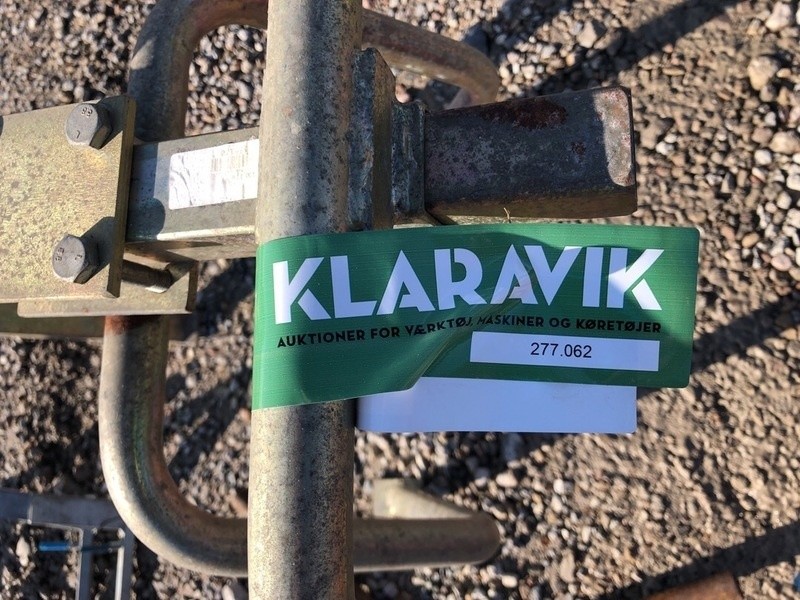 KLARAVIK
AUKTIONER FOR VÆRKTØJ, MASKINER OG KØRETØJER
277.062